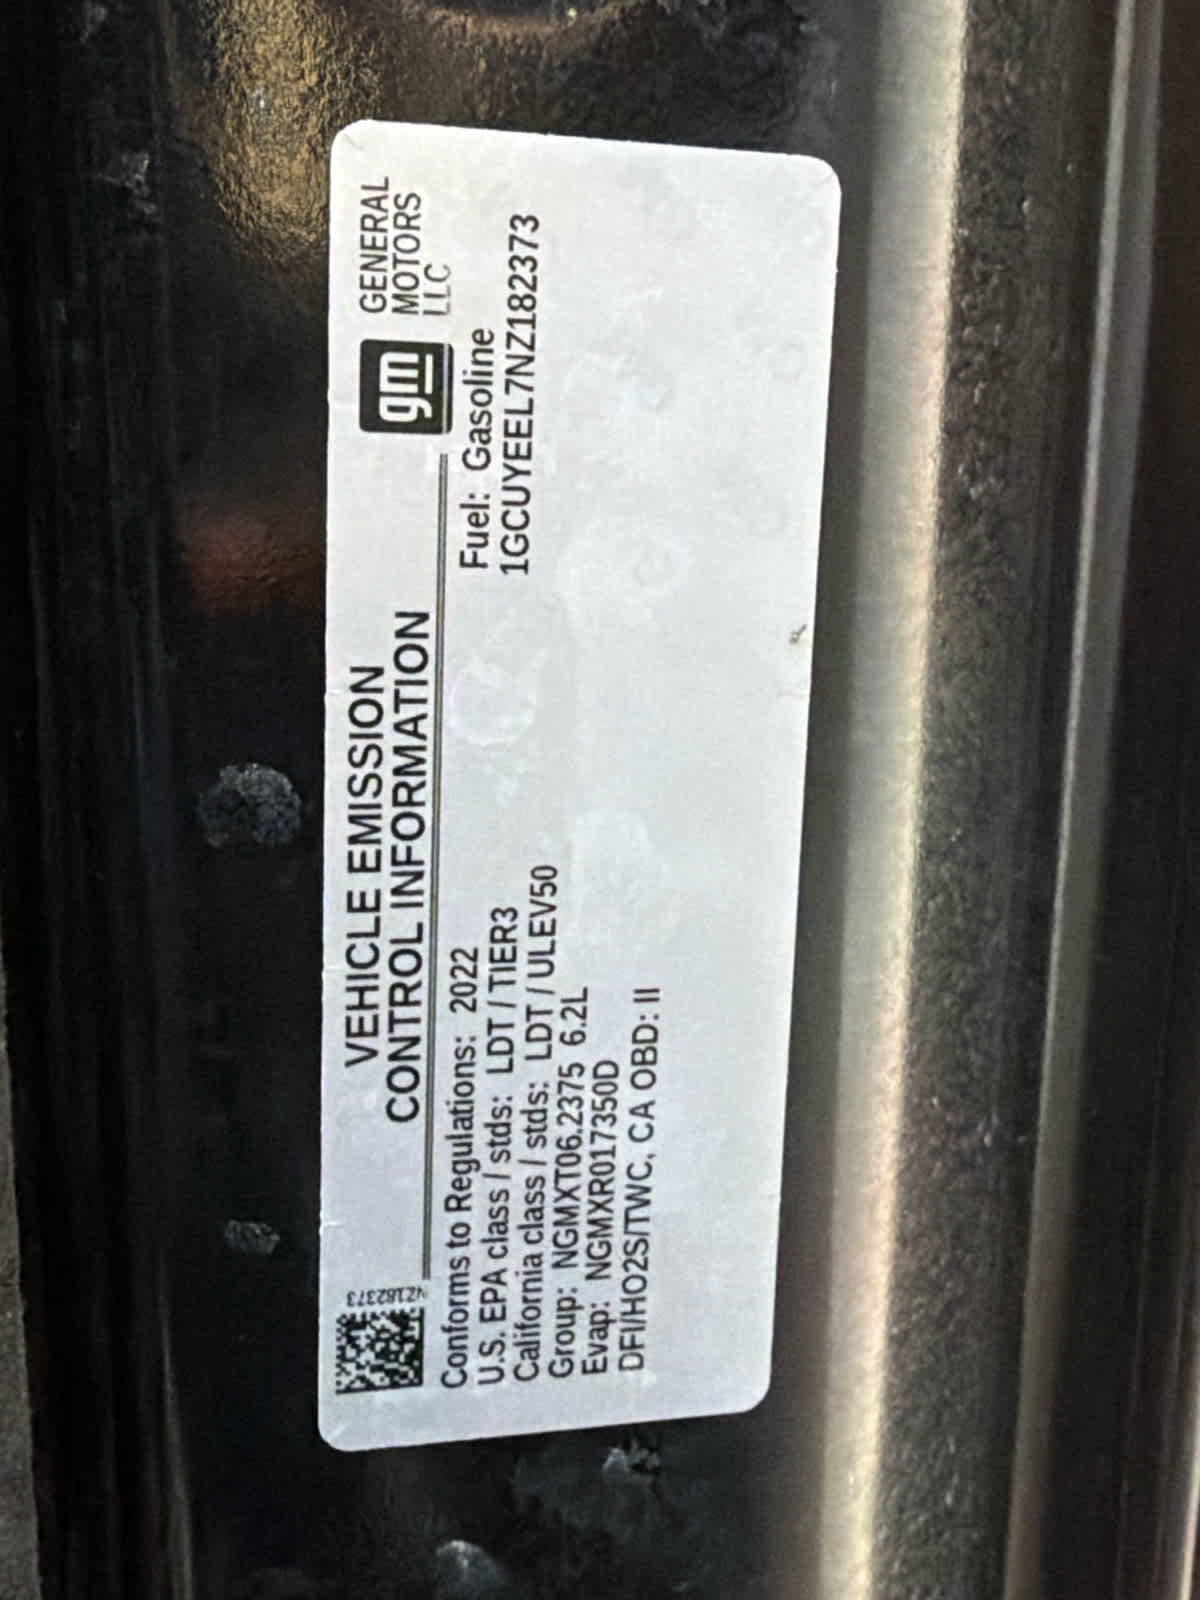 VEHICLE EMISSION
CONTROL INFORMATION
gm
GENERAL
MOTORS
LLC
NZ182373
Conforms to Regulations: 2022
U.S. EPA class / stds: LDT / TIER3
California class / stds: LDT / ULEV50
Group: NGMXT06.2375 6.2L
Evap: NGMXR017350D
DFI/HO2S/TWC, CA OBD: II
Fuel: Gasoline
1GCUYEEL7NZ182373